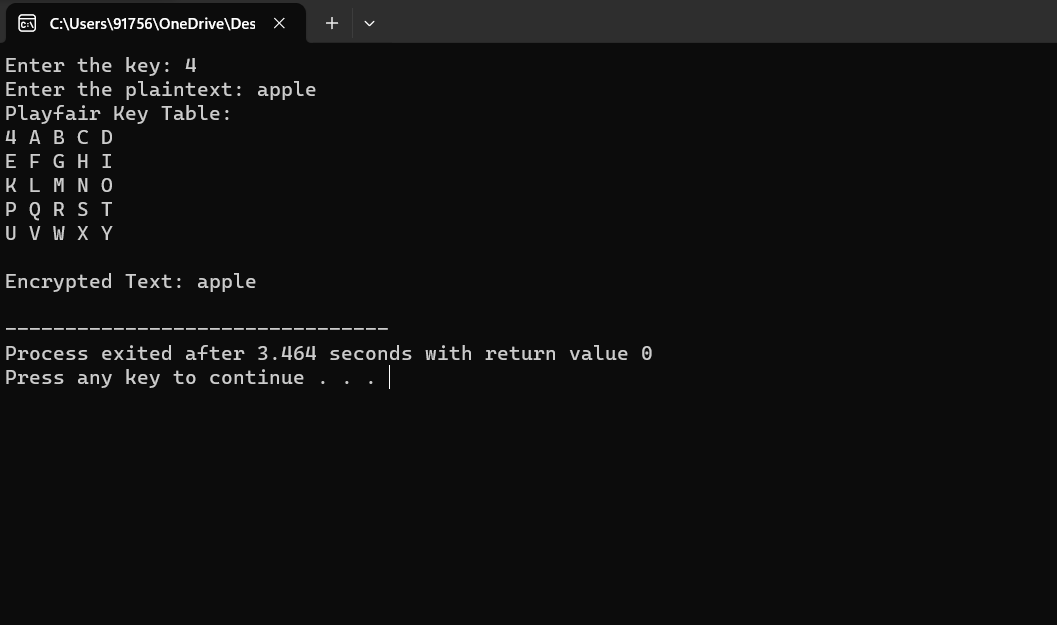 C:\Users\91756\OneDrive\Des
Enter the key: 4
Enter the plaintext: apple
Playfair Key Table:
4 A B C D
E F G H I
K L M N O
P Q R S T
U V W X Y
Encrypted Text: apple
--------------------------------
Process exited after 3.464 seconds with return value 0
Press any key to continue . . .